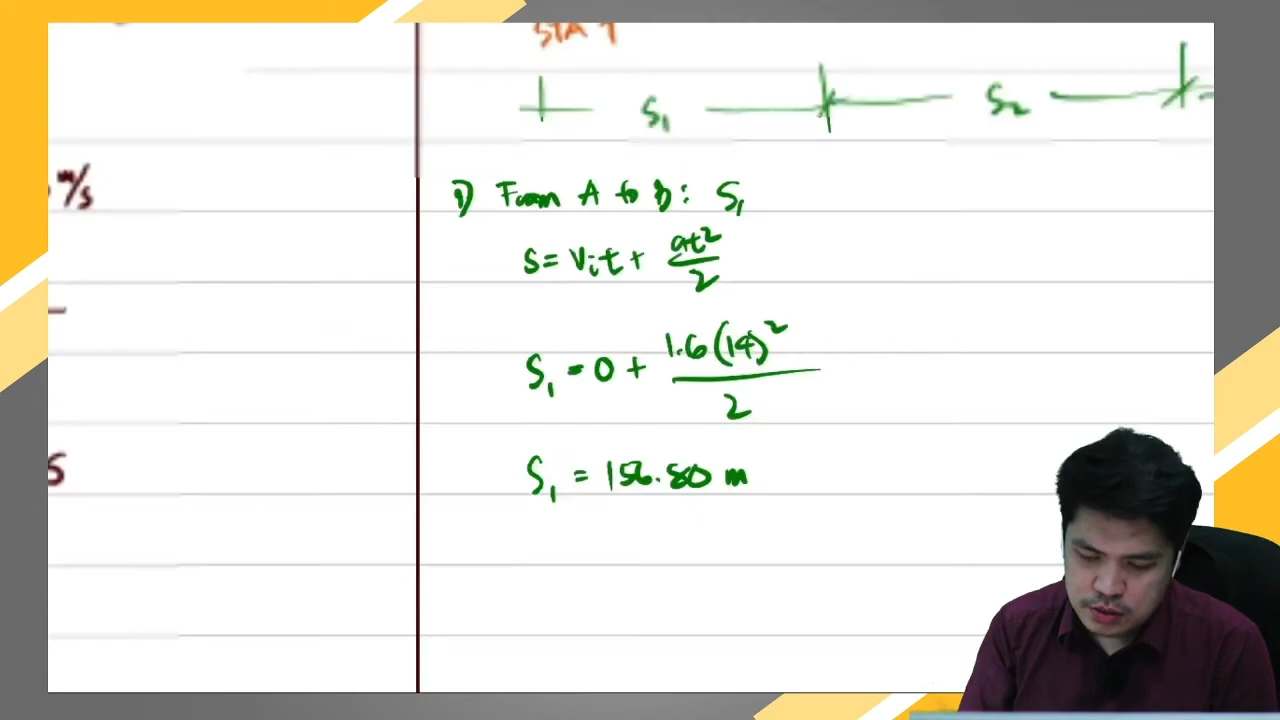 STA
S₁ S₂
m/s
1) From A to B: S₁
S = Vit + at²/2
S₁ = 0 + 1.6(14)²/2
S₁ = 156.80 m
S